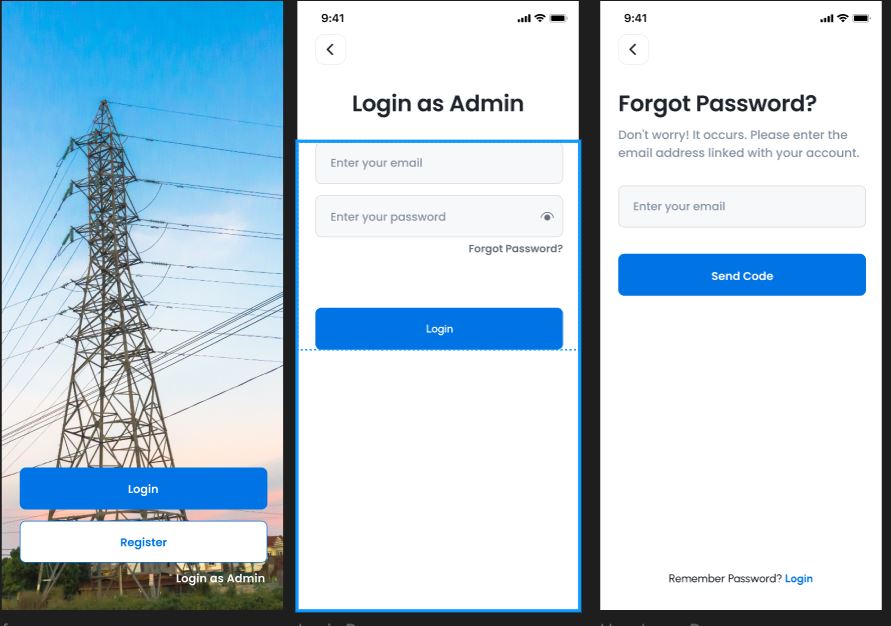 Login
Register
Login as Admin
9:41
Login as Admin
Enter your email
Enter your password
Forgot Password?
Login
9:41
Forgot Password?
Don't worry! It occurs. Please enter the
email address linked with your account.
Enter your email
Send Code
Remember Password? Login